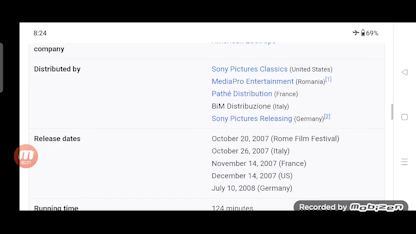 8:24
69%
company
American Zoetrope
Distributed by
Sony Pictures Classics (United States)
MediaPro Entertainment (Romania)[1]
Pathé Distribution (France)
BiM Distribuzione (Italy)
Sony Pictures Releasing (Germany)[2]
Release dates
October 20, 2007 (Rome Film Festival)
October 26, 2007 (Italy)
November 14, 2007 (France)
December 14, 2007 (US)
July 10, 2008 (Germany)
Running time
124 minutes
Recorded by Mobizen